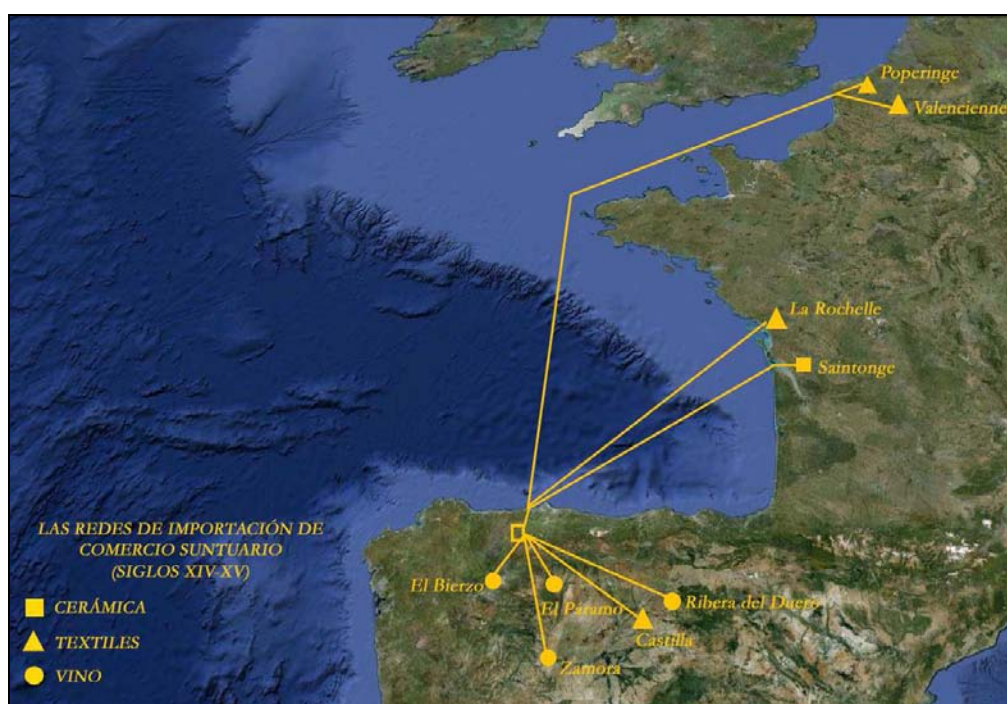 Poperinge
Valencienne
La Rochelle
Saintonge
LAS REDES DE IMPORTACIÓN DE
COMERCIO SUNTUARIO
(SIGLOS XIV-XV)
El Bierzo
El Páramo
Ribera del Duero
CERÁMICA
Castilla
TEXTILES
Zamora
VINO